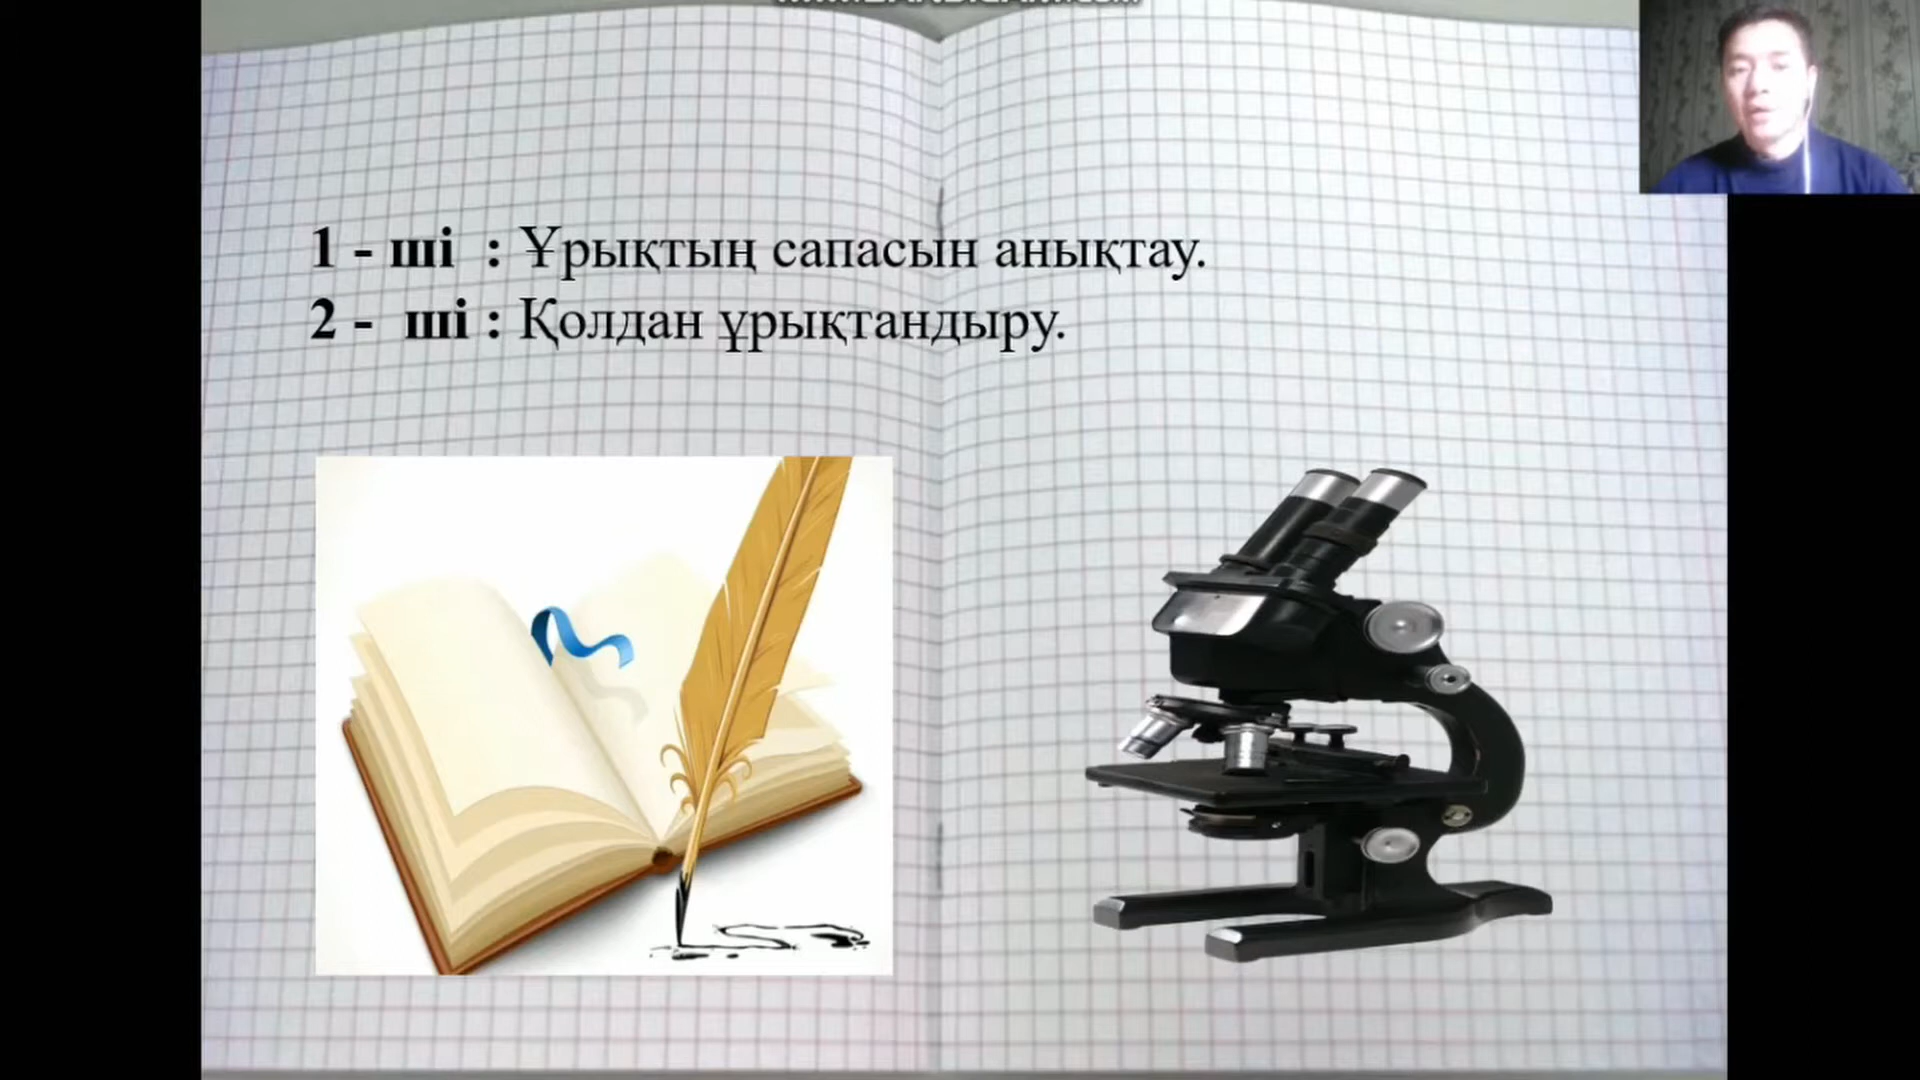 1 - ші : Ұрықтың сапасын анықтау.
2 - ші : Қолдан ұрықтандыру.